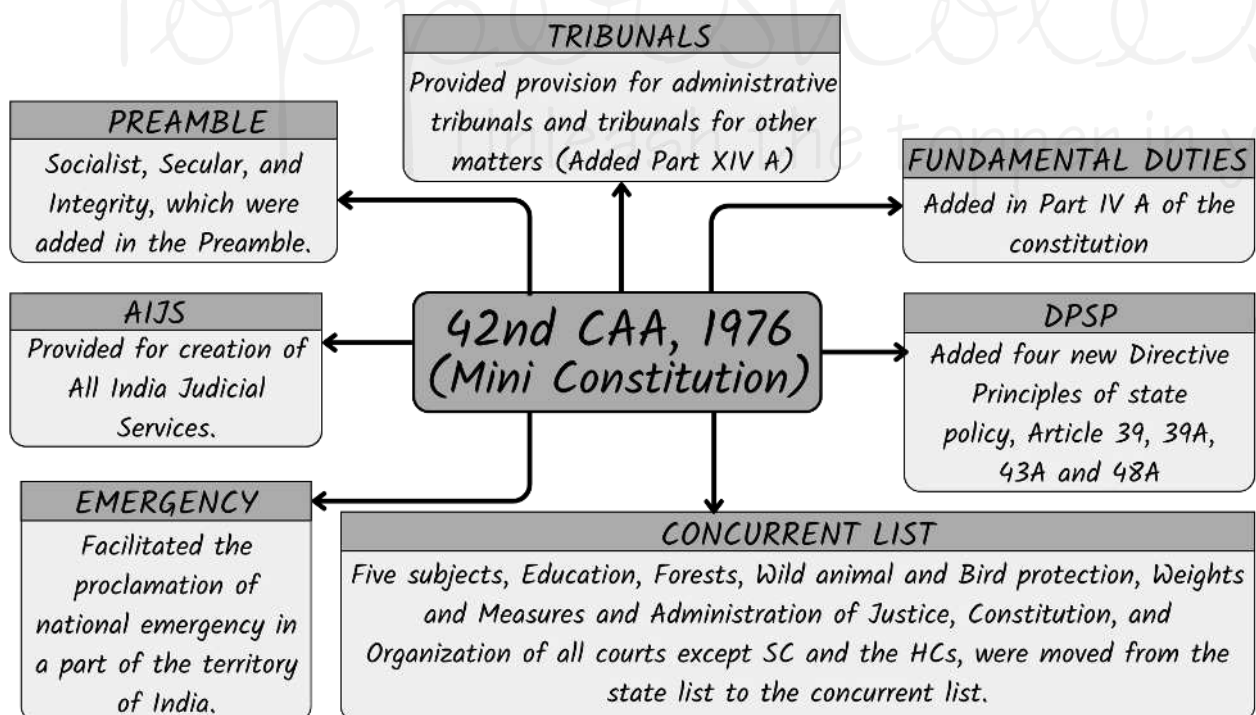 Toppersnotes
Unleash the topper in y
TRIBUNALS
Provided provision for administrative
tribunals and tribunals for other
matters (Added Part XIV A)
PREAMBLE
Socialist, Secular, and
Integrity, which were
added in the Preamble.
FUNDAMENTAL DUTIES
Added in Part IV A of the
constitution
AIJS
Provided for creation of
All India Judicial
Services.
42nd CAA, 1976
(Mini Constitution)
DPSP
Added four new Directive
Principles of state
policy, Article 39, 39A,
43A and 48A
EMERGENCY
Facilitated the
proclamation of
national emergency in
a part of the territory
of India.
CONCURRENT LIST
Five subjects, Education, Forests, Wild animal and Bird protection, Weights
and Measures and Administration of Justice, Constitution, and
Organization of all courts except SC and the HCs, were moved from the
state list to the concurrent list.